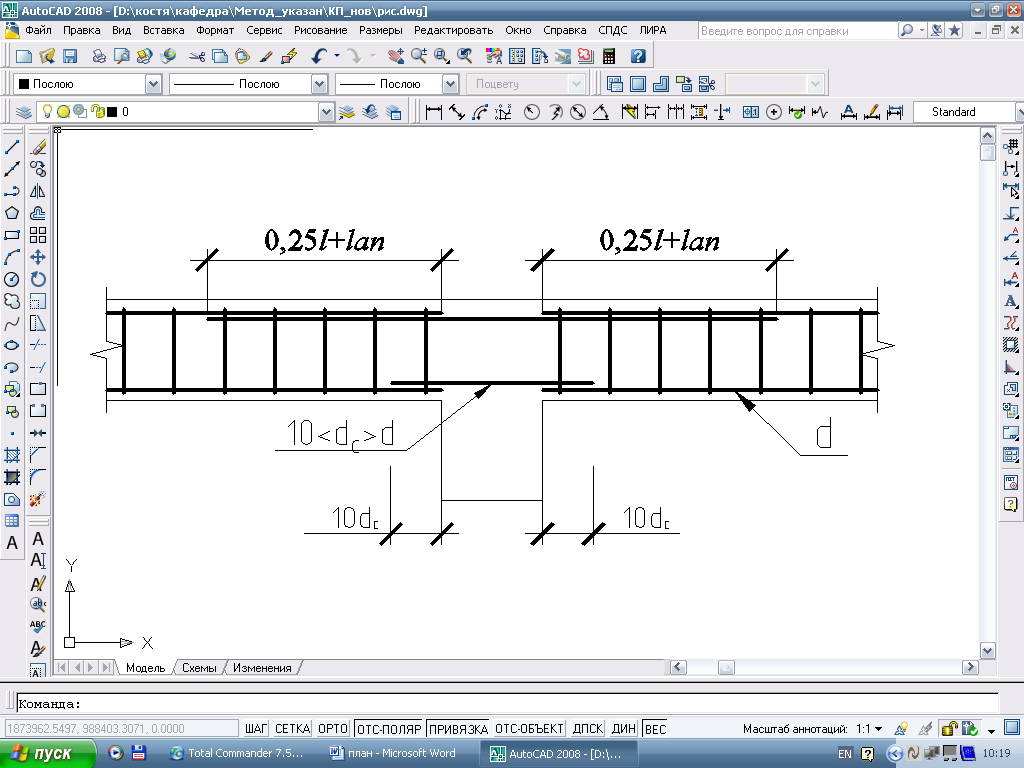 AutoCAD 2008 - [D:\костя\кафедра\Метод_указан\КП_нов\рис.dwg]
Файл Правка Вид Вставка Формат Сервис Рисование Размеры Редактировать Окно Справка СПДС ЛИРА Введите вопрос для справки
Послою Послою Послою Поцвету
0 Standard
0,25l+lan 0,25l+lan
10<dc>d d
10dc 10dc
Y
X
Модель Схемы Изменения
Команда:
1873962.5497, 988403.3071, 0.0000 ШАГ СЕТКА ОРТО ОТС-ПОЛЯР ПРИВЯЗКА ОТС-ОБЪЕКТ ДПСК ДИН ВЕС Масштаб аннотаций: 1:1
пуск Total Commander 7.5... план - Microsoft Word AutoCAD 2008 - [D:\... EN 10:19